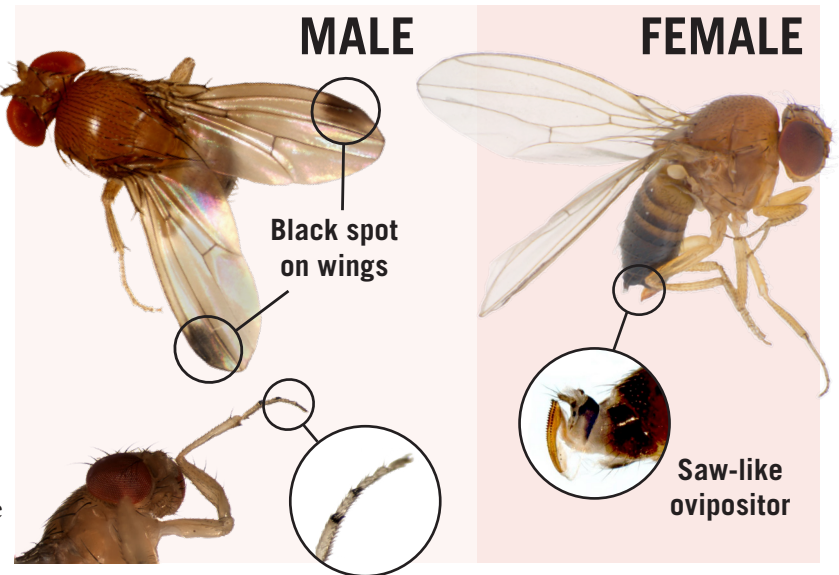 MALE
FEMALE
Black spot
on wings
Saw-like
ovipositor